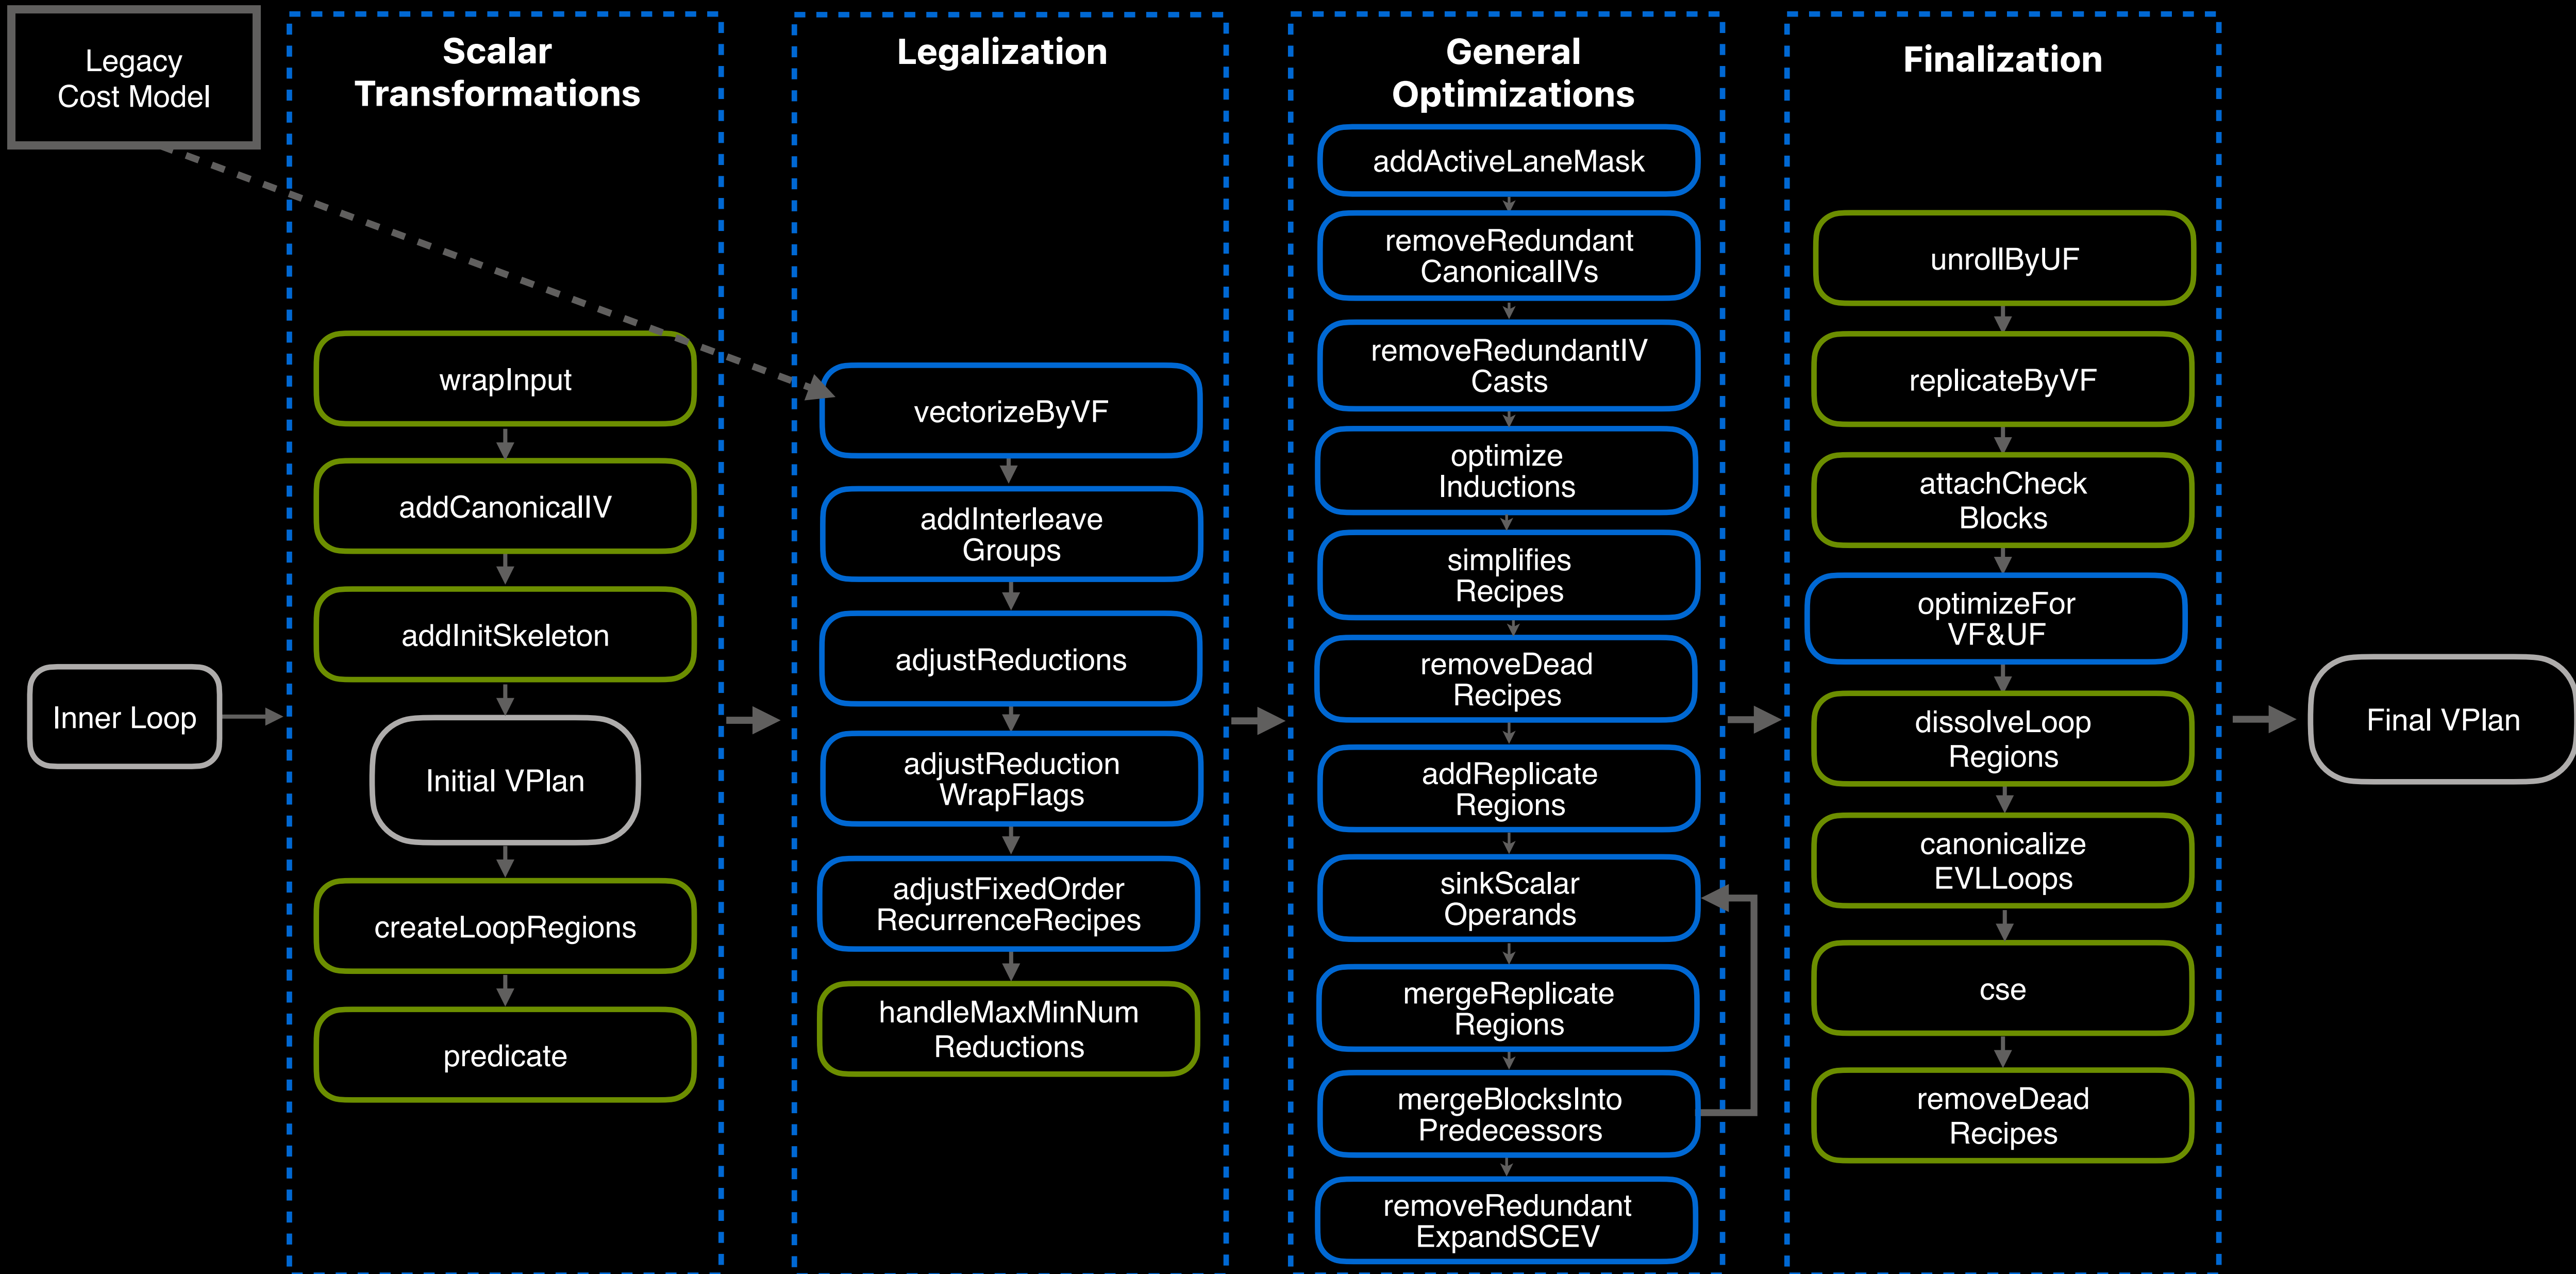 Legacy
Cost Model
Inner Loop
Scalar
Transformations
wrapInput
addCanonicalIV
addInitSkeleton
Initial VPlan
createLoopRegions
predicate
Legalization
vectorizeByVF
addInterleave
Groups
adjustReductions
adjustReduction
WrapFlags
adjustFixedOrder
RecurrenceRecipes
handleMaxMinNum
Reductions
General
Optimizations
addActiveLaneMask
removeRedundant
CanonicalIVs
removeRedundantIV
Casts
optimize
Inductions
simplifies
Recipes
removeDead
Recipes
addReplicate
Regions
sinkScalar
Operands
mergeReplicate
Regions
mergeBlocksInto
Predecessors
removeRedundant
ExpandSCEV
Finalization
unrollByUF
replicateByVF
attachCheck
Blocks
optimizeFor
VF&UF
dissolveLoop
Regions
canonicalize
EVLLoops
cse
removeDead
Recipes
Final VPlan